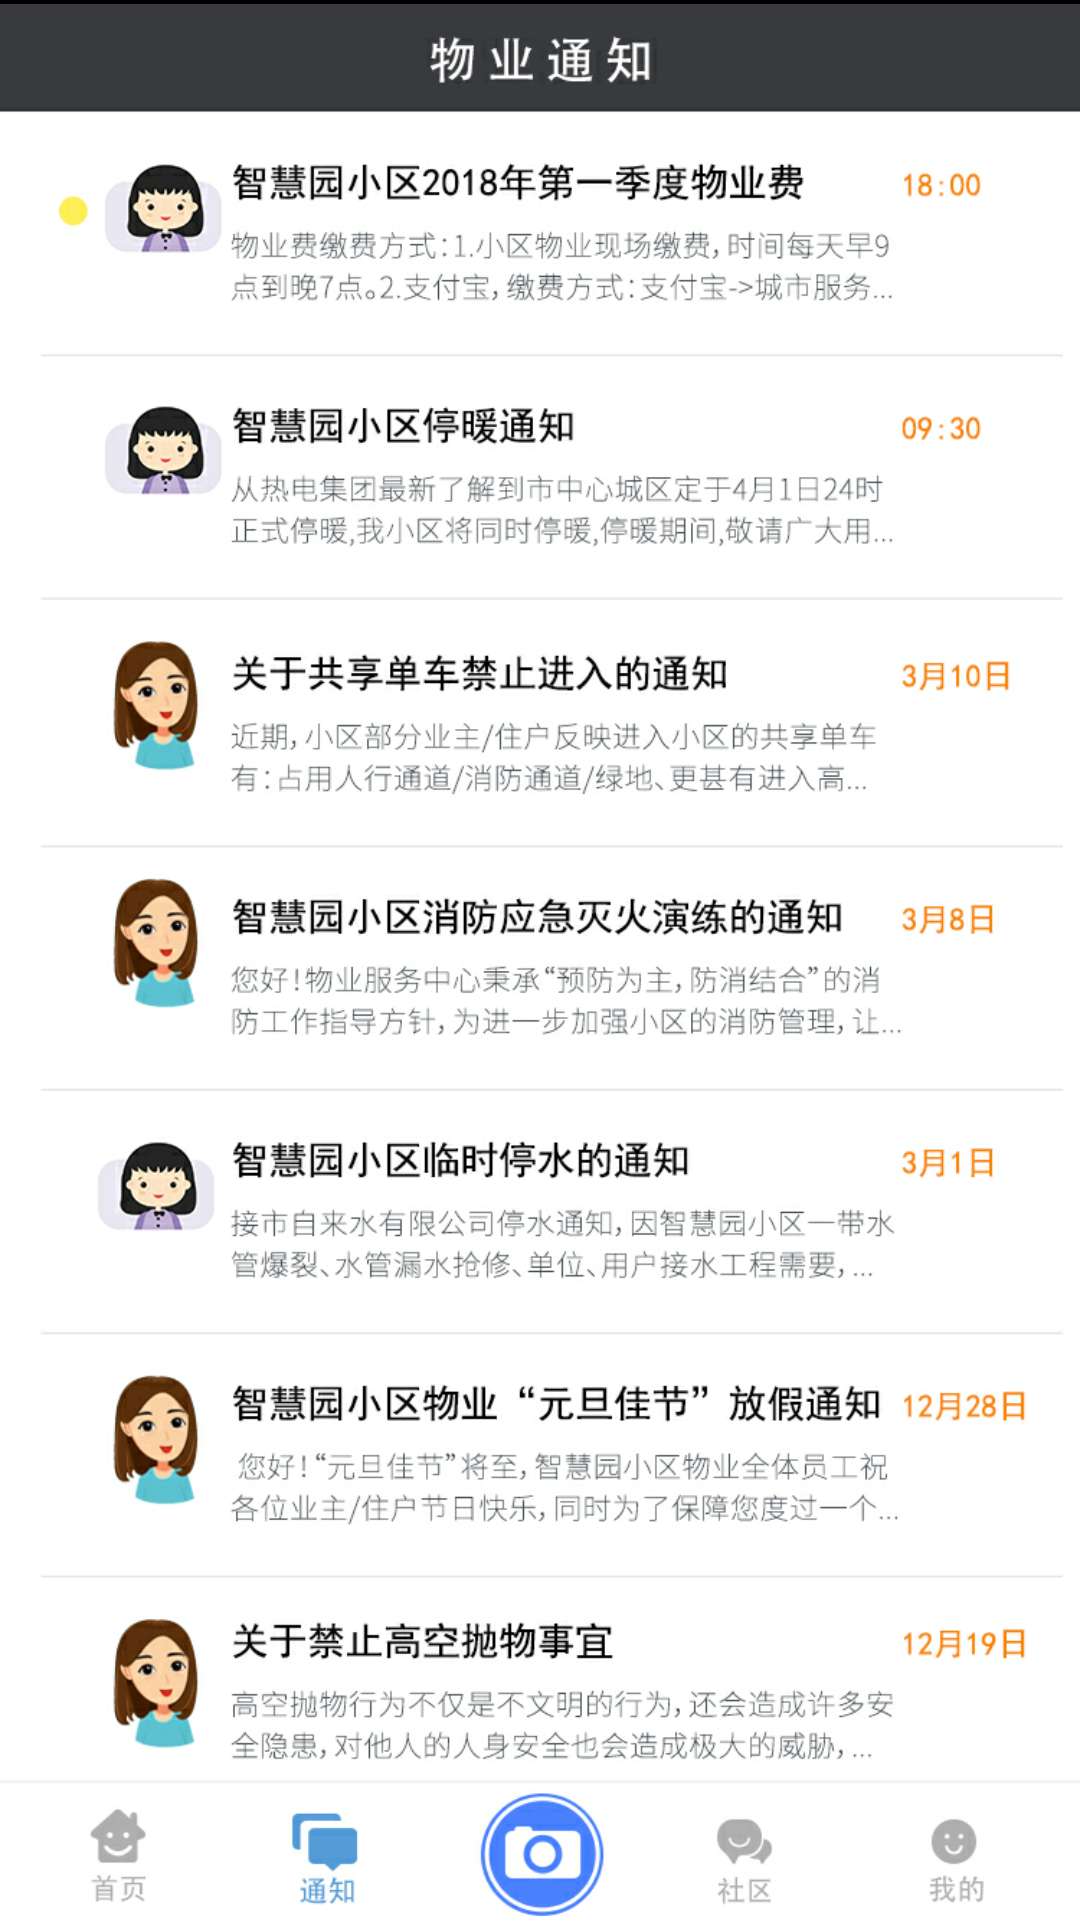 物业通知
智慧园小区2018年第一季度物业费
18:00
物业费缴费方式：1.小区物业现场缴费，时间每天早9
点到晚7点。2.支付宝，缴费方式：支付宝->城市服务...
智慧园小区停暖通知
09:30
从热电集团最新了解到市中心城区定于4月1日24时
正式停暖,我小区将同时停暖,停暖期间,敬请广大用...
关于共享单车禁止进入的通知
3月10日
近期，小区部分业主/住户反映进入小区的共享单车
有：占用人行通道/消防通道/绿地、更甚有进入高...
智慧园小区消防应急灭火演练的通知
3月8日
您好！物业服务中心秉承“预防为主，防消结合”的消
防工作指导方针，为进一步加强小区的消防管理，让...
智慧园小区临时停水的通知
3月1日
接市自来水有限公司停水通知，因智慧园小区一带水
管爆裂、水管漏水抢修、单位、用户接水工程需要，...
智慧园小区物业“元旦佳节”放假通知
12月28日
您好！“元旦佳节”将至，智慧园小区物业全体员工祝
各位业主/住户节日快乐，同时为了保障您度过一个...
关于禁止高空抛物事宜
12月19日
高空抛物行为不仅是不文明的行为，还会造成许多安
全隐患，对他人的人身安全也会造成极大的威胁，...
首页
通知
社区
我的